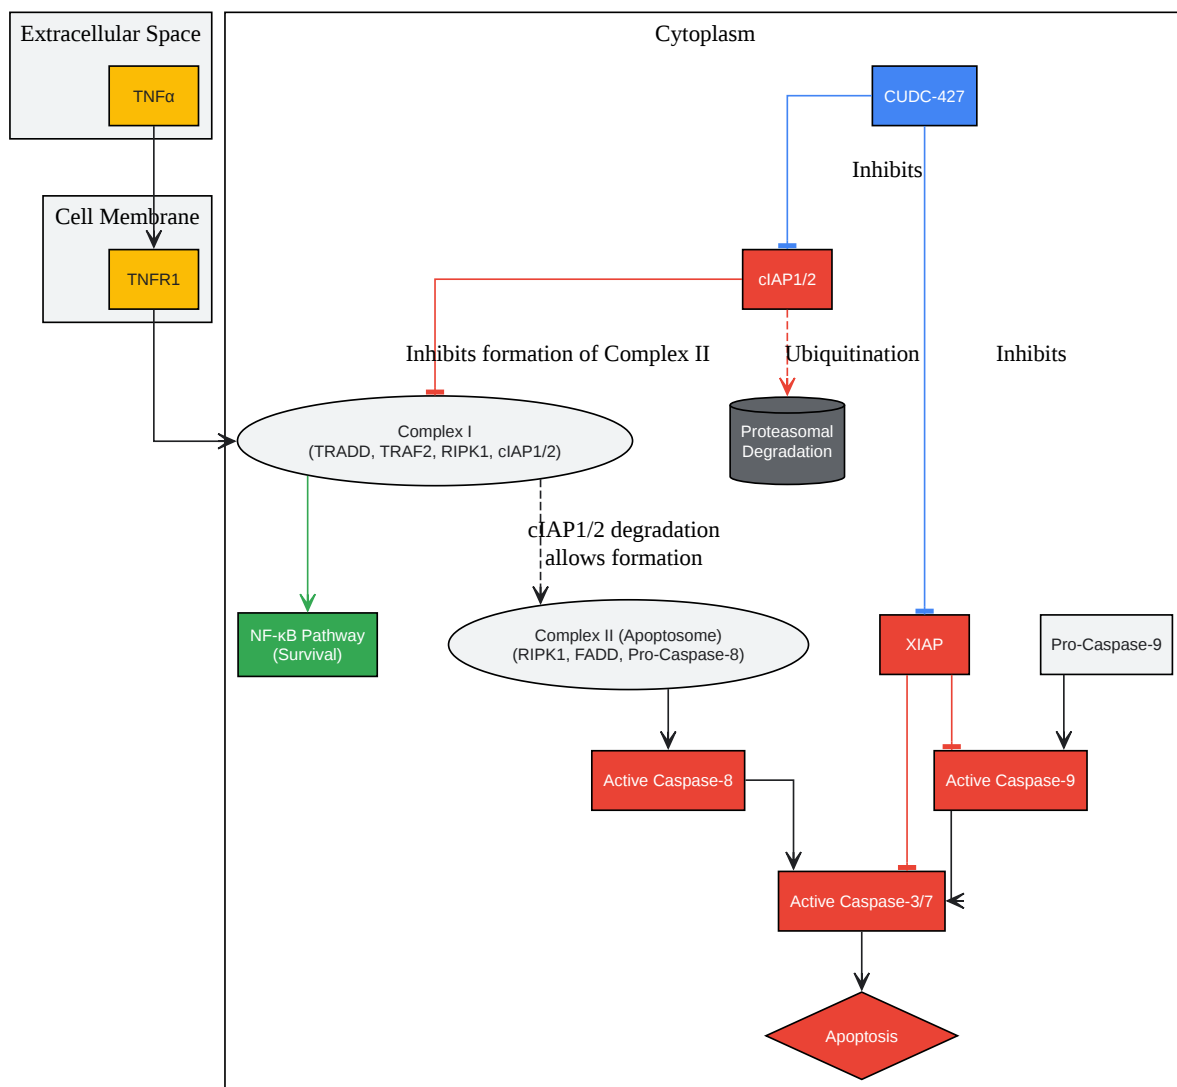 Extracellular Space
Cytoplasm
TNFα
CUDC-427
Inhibits
Cell Membrane
TNFR1
cIAP1/2
Inhibits formation of Complex II
Ubiquitination
Inhibits
Complex I
(TRADD, TRAF2, RIPK1, cIAP1/2)
Proteasomal
Degradation
cIAP1/2 degradation
allows formation
NF-κB Pathway
(Survival)
Complex II (Apoptosome)
(RIPK1, FADD, Pro-Caspase-8)
XIAP
Pro-Caspase-9
Active Caspase-8
Active Caspase-9
Active Caspase-3/7
Apoptosis